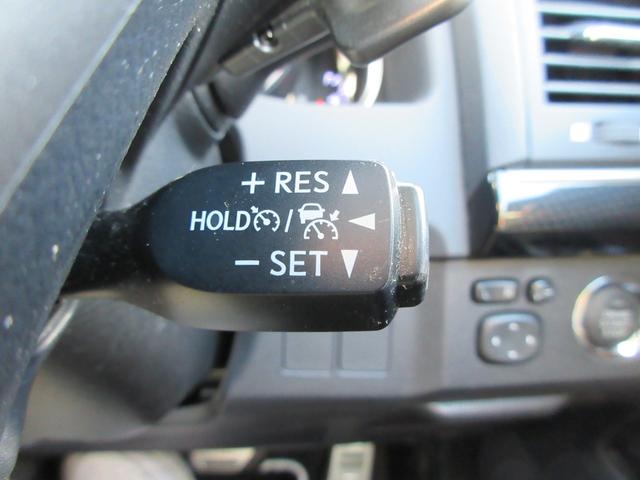 + RES
HOLD /
- SET